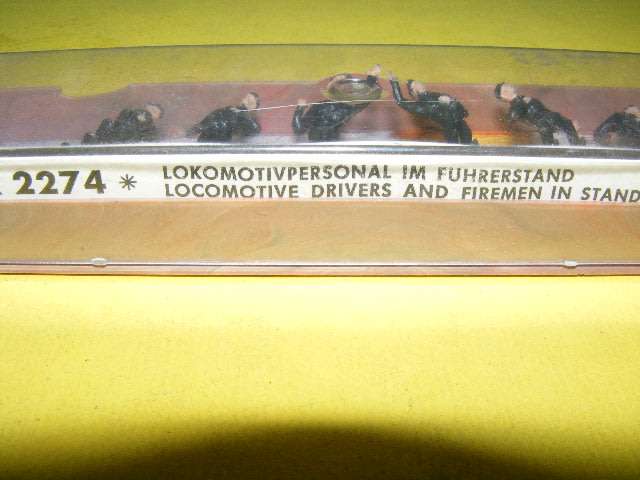 2274 * LOKOMOTIVPERSONAL IM FUHRERSTAND
LOCOMOTIVE DRIVERS AND FIREMEN IN STAND